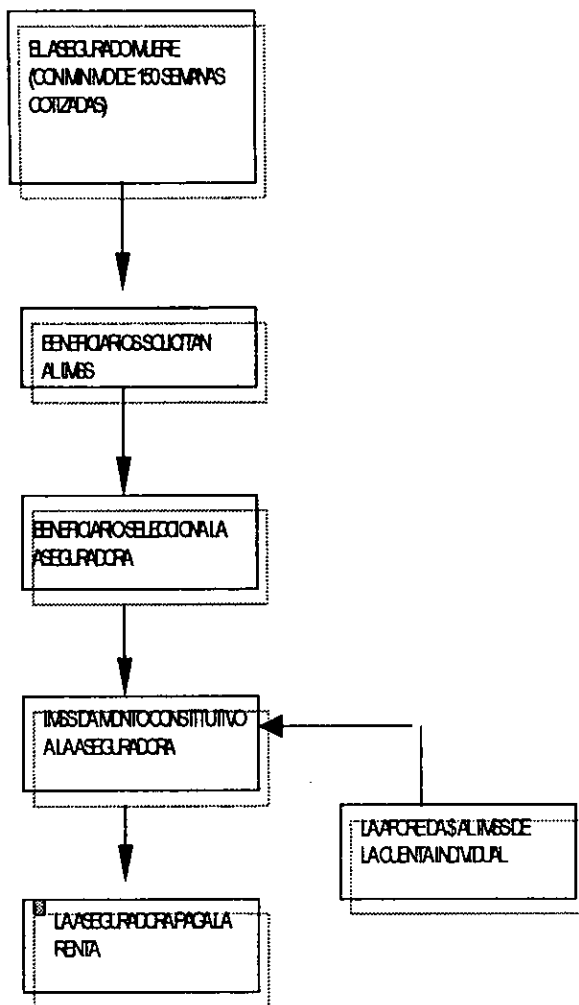 EL ASEGURADO MUERE
(CON MINIMO DE 150 SEMANAS
COTIZADAS)
BENEFICIARIOS SOLICITAN
AL IMSS
BENEFICIARIO SELECCIONA LA
ASEGURADORA
IMSS DA MONTO CONSTITUTIVO
A LA ASEGURADORA
LA AFORE DA $ AL IMSS DE
LA CUENTA INDIVIDUAL
LA ASEGURADORA PAGA LA
RENTA